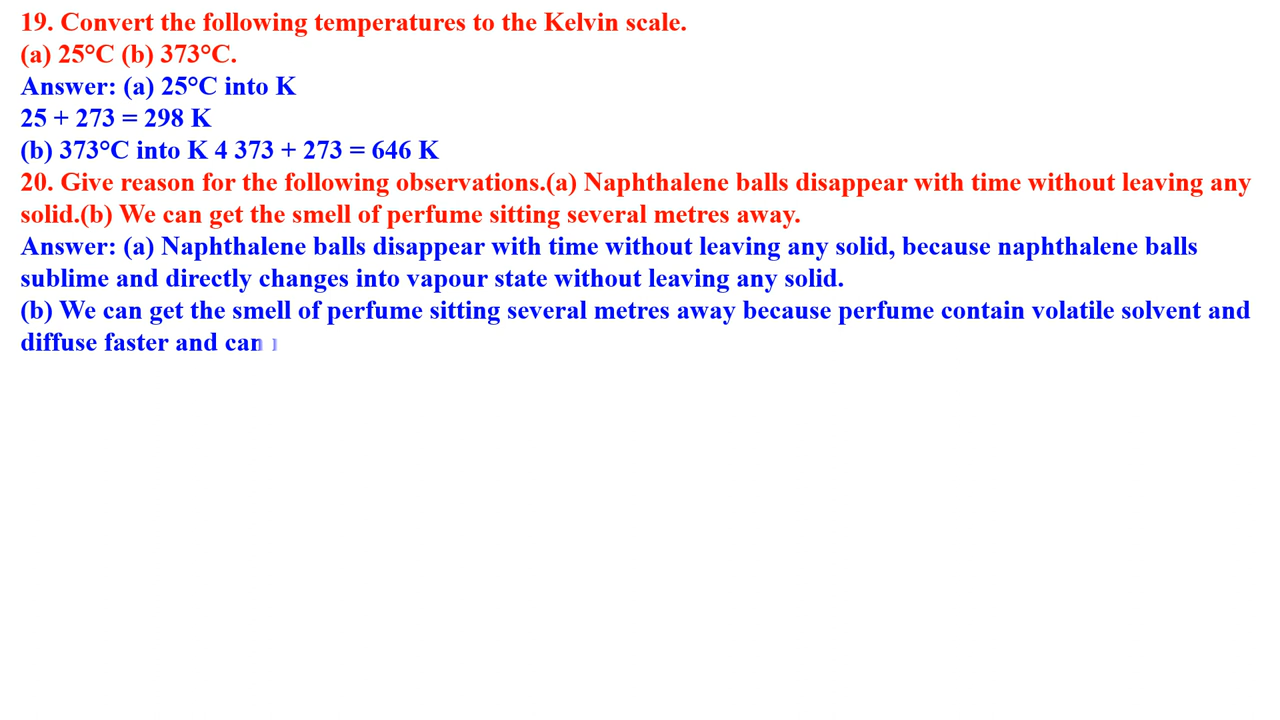 19. Convert the following temperatures to the Kelvin scale.
(a) 25°C (b) 373°C.
Answer: (a) 25°C into K
25 + 273 = 298 K
(b) 373°C into K 4 373 + 273 = 646 K
20. Give reason for the following observations.(a) Naphthalene balls disappear with time without leaving any
solid.(b) We can get the smell of perfume sitting several metres away.
Answer: (a) Naphthalene balls disappear with time without leaving any solid, because naphthalene balls
sublime and directly changes into vapour state without leaving any solid.
(b) We can get the smell of perfume sitting several metres away because perfume contain volatile solvent and
diffuse faster and can